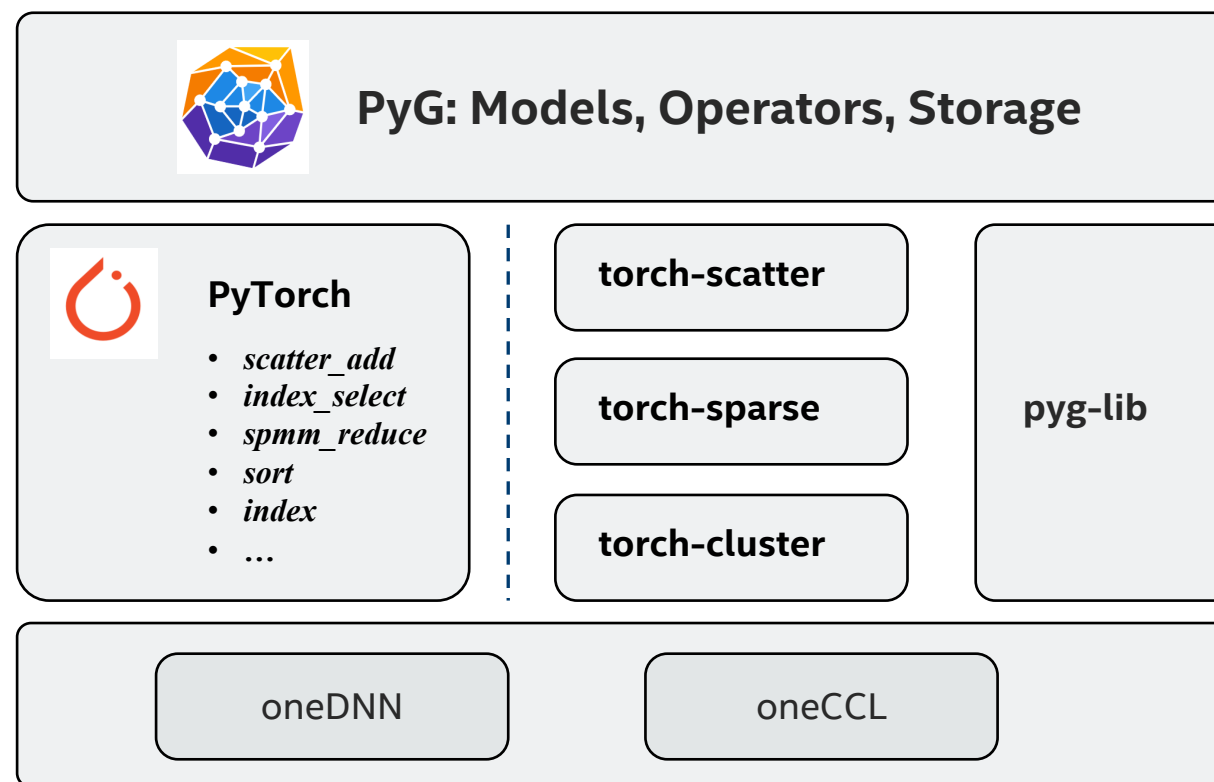 PyG: Models, Operators, Storage
PyTorch
• scatter_add
• index_select
• spmm_reduce
• sort
• index
• …
torch-scatter
torch-sparse
torch-cluster
pyg-lib
oneDNN
oneCCL